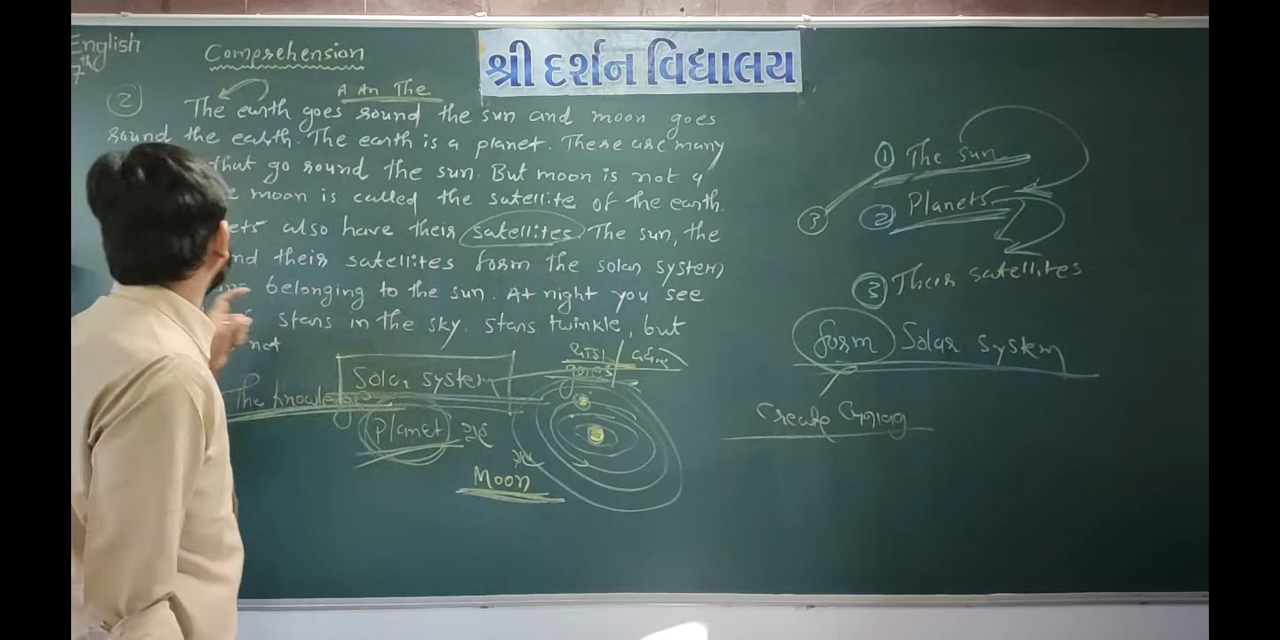 English
7th
Comprehension
શ્રી દર્શન વિદ્યાલય
A An The
2
The earth goes round the sun and moon goes
round the earth. The earth is a planet. There are many
that go round the sun. But moon is not a
moon is called the satellite of the earth.
also have their satellites. The sun, the
nd their satellites form the solar system
belonging to the sun. At night you see
stars in the sky. Stars twinkle, but
not
The knowledge
Solar system
Planet ગ્રહ
Moon
1 The sun
3
2 Planets
3 Their satellites
form Solar system
Create